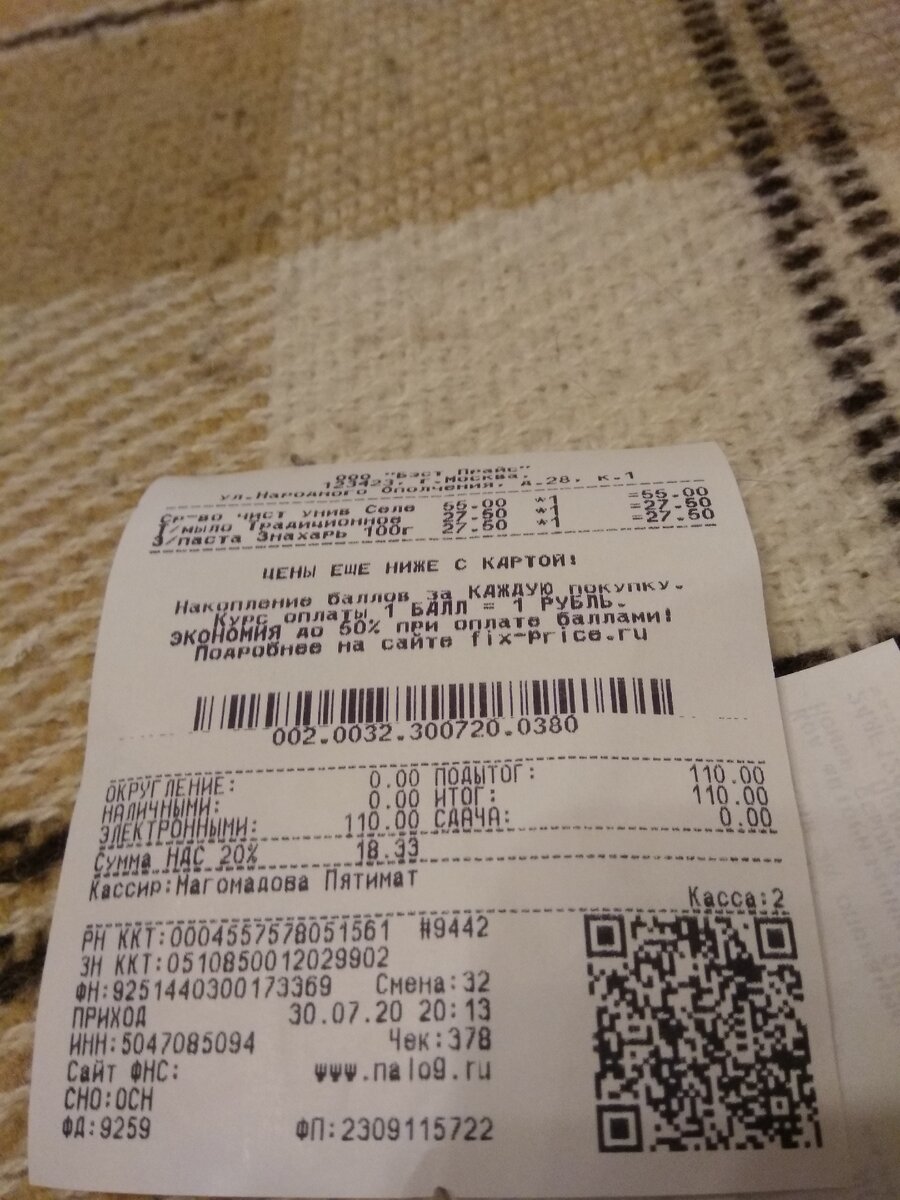 ООО "Бэст Прайс"
123423, г.Москва,
ул.Народного Ополчения, д.28, к.1
Ср-во чист унив Селе 55.00 *1 =55.00
Т/мыло Традиционное 27.50 *1 =27.50
З/паста Знахарь 100г 27.50 *1 =27.50
ЦЕНЫ ЕЩЕ НИЖЕ С КАРТОЙ!
Накопление баллов за КАЖДУЮ покупку.
Курс оплаты 1 БАЛЛ = 1 РУБЛЬ.
ЭКОНОМИЯ до 50% при оплате баллами!
Подробнее на сайте fix-price.ru
002.0032.300720.0380
ОКРУГЛЕНИЕ: 0.00 ПОДЫТОГ: 110.00
НАЛИЧНЫМИ: 0.00 ИТОГ: 110.00
ЭЛЕКТРОННЫМИ: 110.00 СДАЧА: 0.00
Сумма НДС 20% 18.33
Кассир:Магомадова Пятимат
Касса:2
РН ККТ:0004557578051561 #9442
ЗН ККТ:0510850012029902
ФН:9251440300173369 Смена:32
ПРИХОД 30.07.20 20:13
ИНН:5047085094 Чек:378
Сайт ФНС: www.nalog.ru
СНО:ОСН
ФД:9259 ФП:2309115722